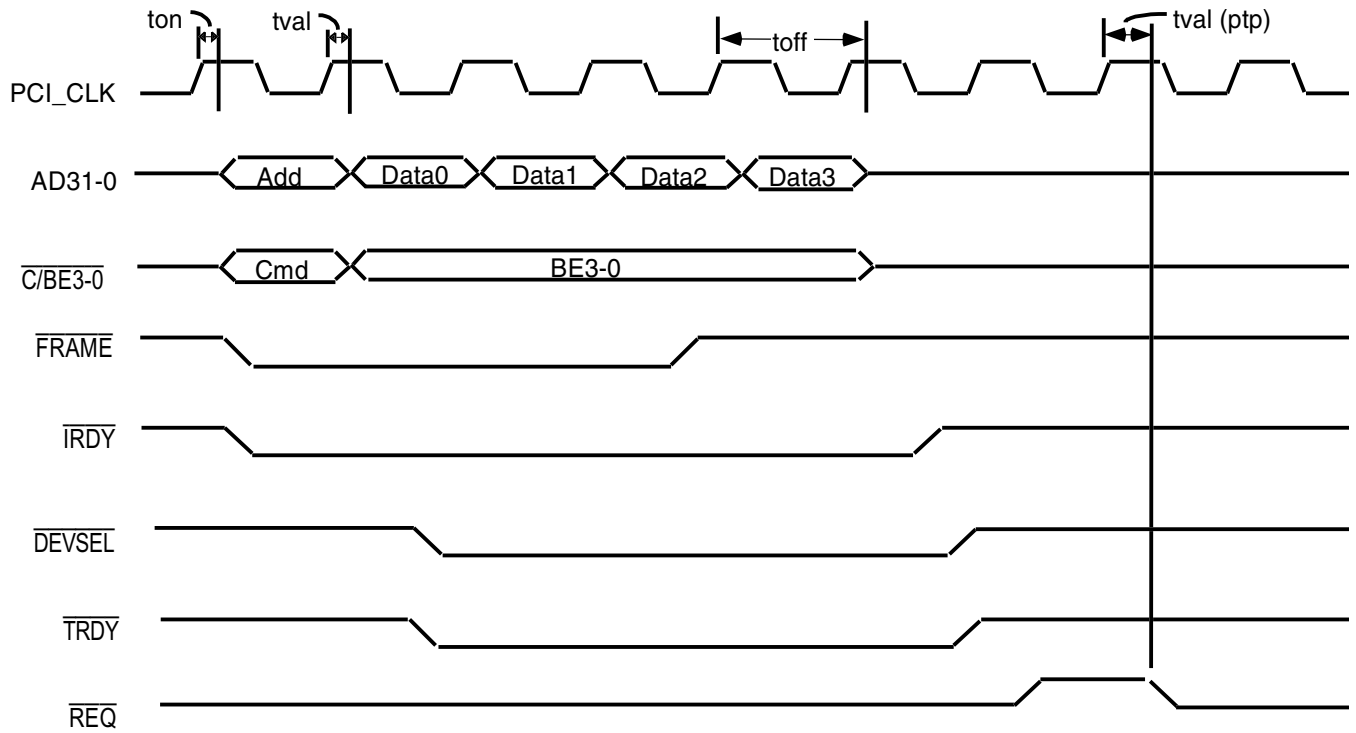 ton
tval
toff
tval (ptp)
PCI_CLK
AD31-0
Add
Data0
Data1
Data2
Data3
C/BE3-0
Cmd
BE3-0
FRAME
IRDY
DEVSEL
TRDY
REQ